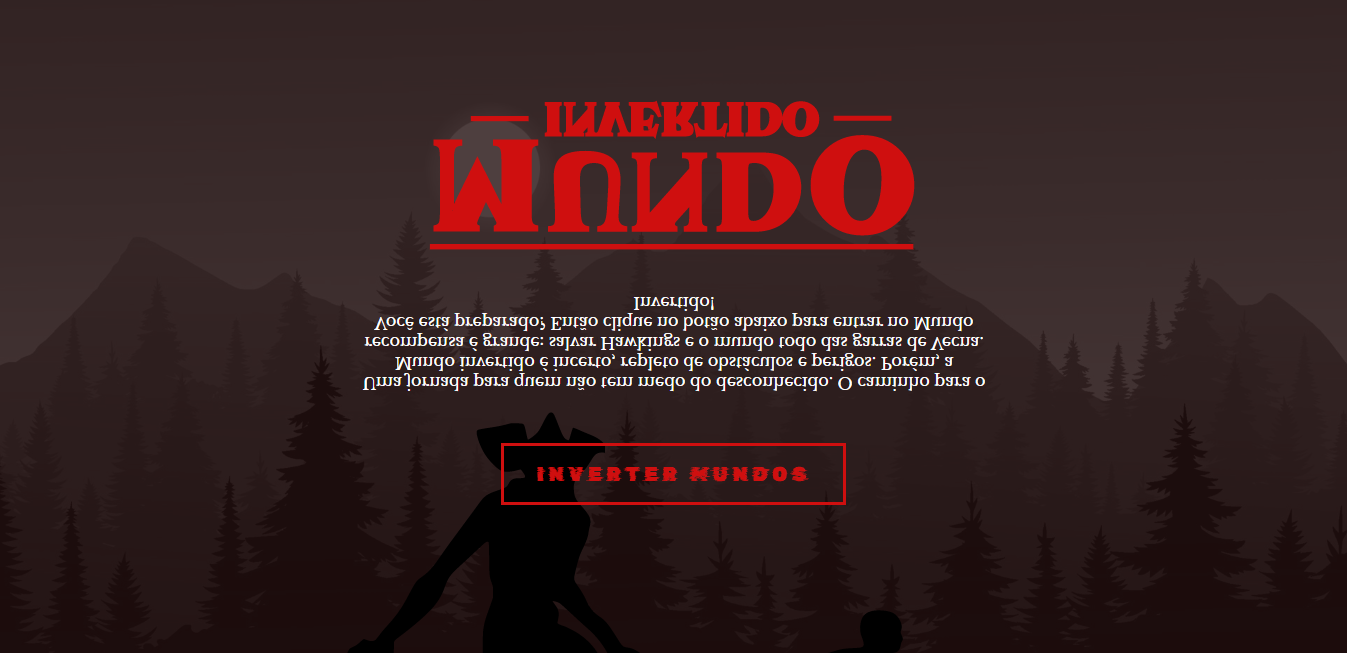 MUNDO
INVERTIDO
Uma jornada para quem não tem medo do desconhecido. O caminho para o
Mundo invertido é incerto, repleto de obstáculos e perigos. Porém, a
recompensa é grande: salvar Hawkings e o mundo todo das garras de Vecna.
Você está preparado? Então clique no botão abaixo para entrar no Mundo
Invertido!
INVERTER MUNDOS